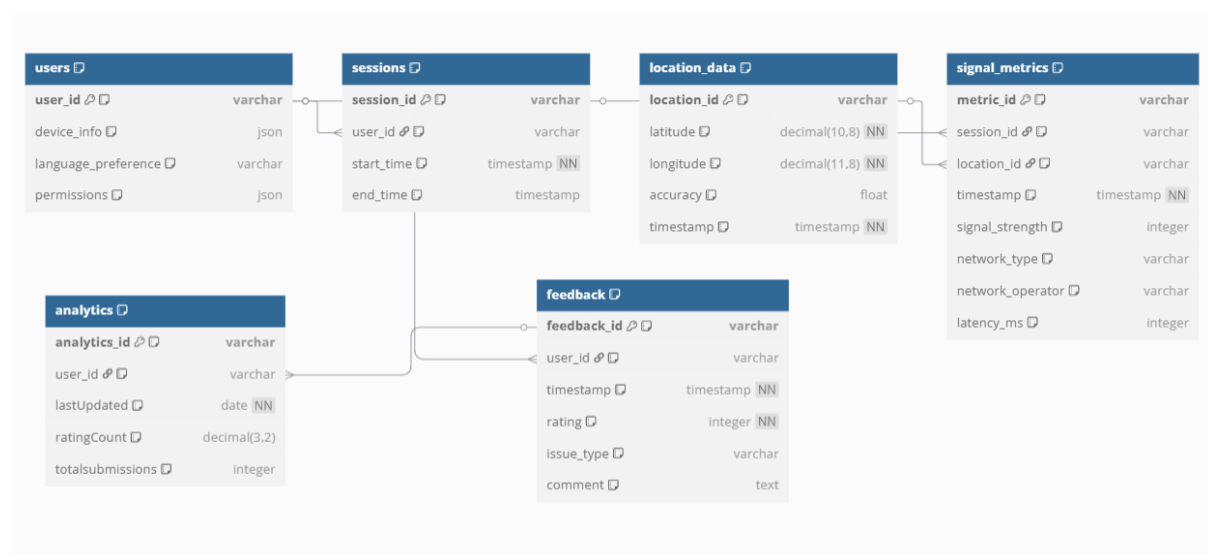 users
user_id varchar
device_info json
language_preference varchar
permissions json
sessions
session_id varchar
user_id varchar
start_time timestamp NN
end_time timestamp
location_data
location_id varchar
latitude decimal(10,8) NN
longitude decimal(11,8) NN
accuracy float
timestamp timestamp NN
signal_metrics
metric_id varchar
session_id varchar
location_id varchar
timestamp timestamp NN
signal_strength integer
network_type varchar
network_operator varchar
latency_ms integer
analytics
analytics_id varchar
user_id varchar
lastUpdated date NN
ratingCount decimal(3,2)
totalsubmissions integer
feedback
feedback_id varchar
user_id varchar
timestamp timestamp NN
rating integer NN
issue_type varchar
comment text